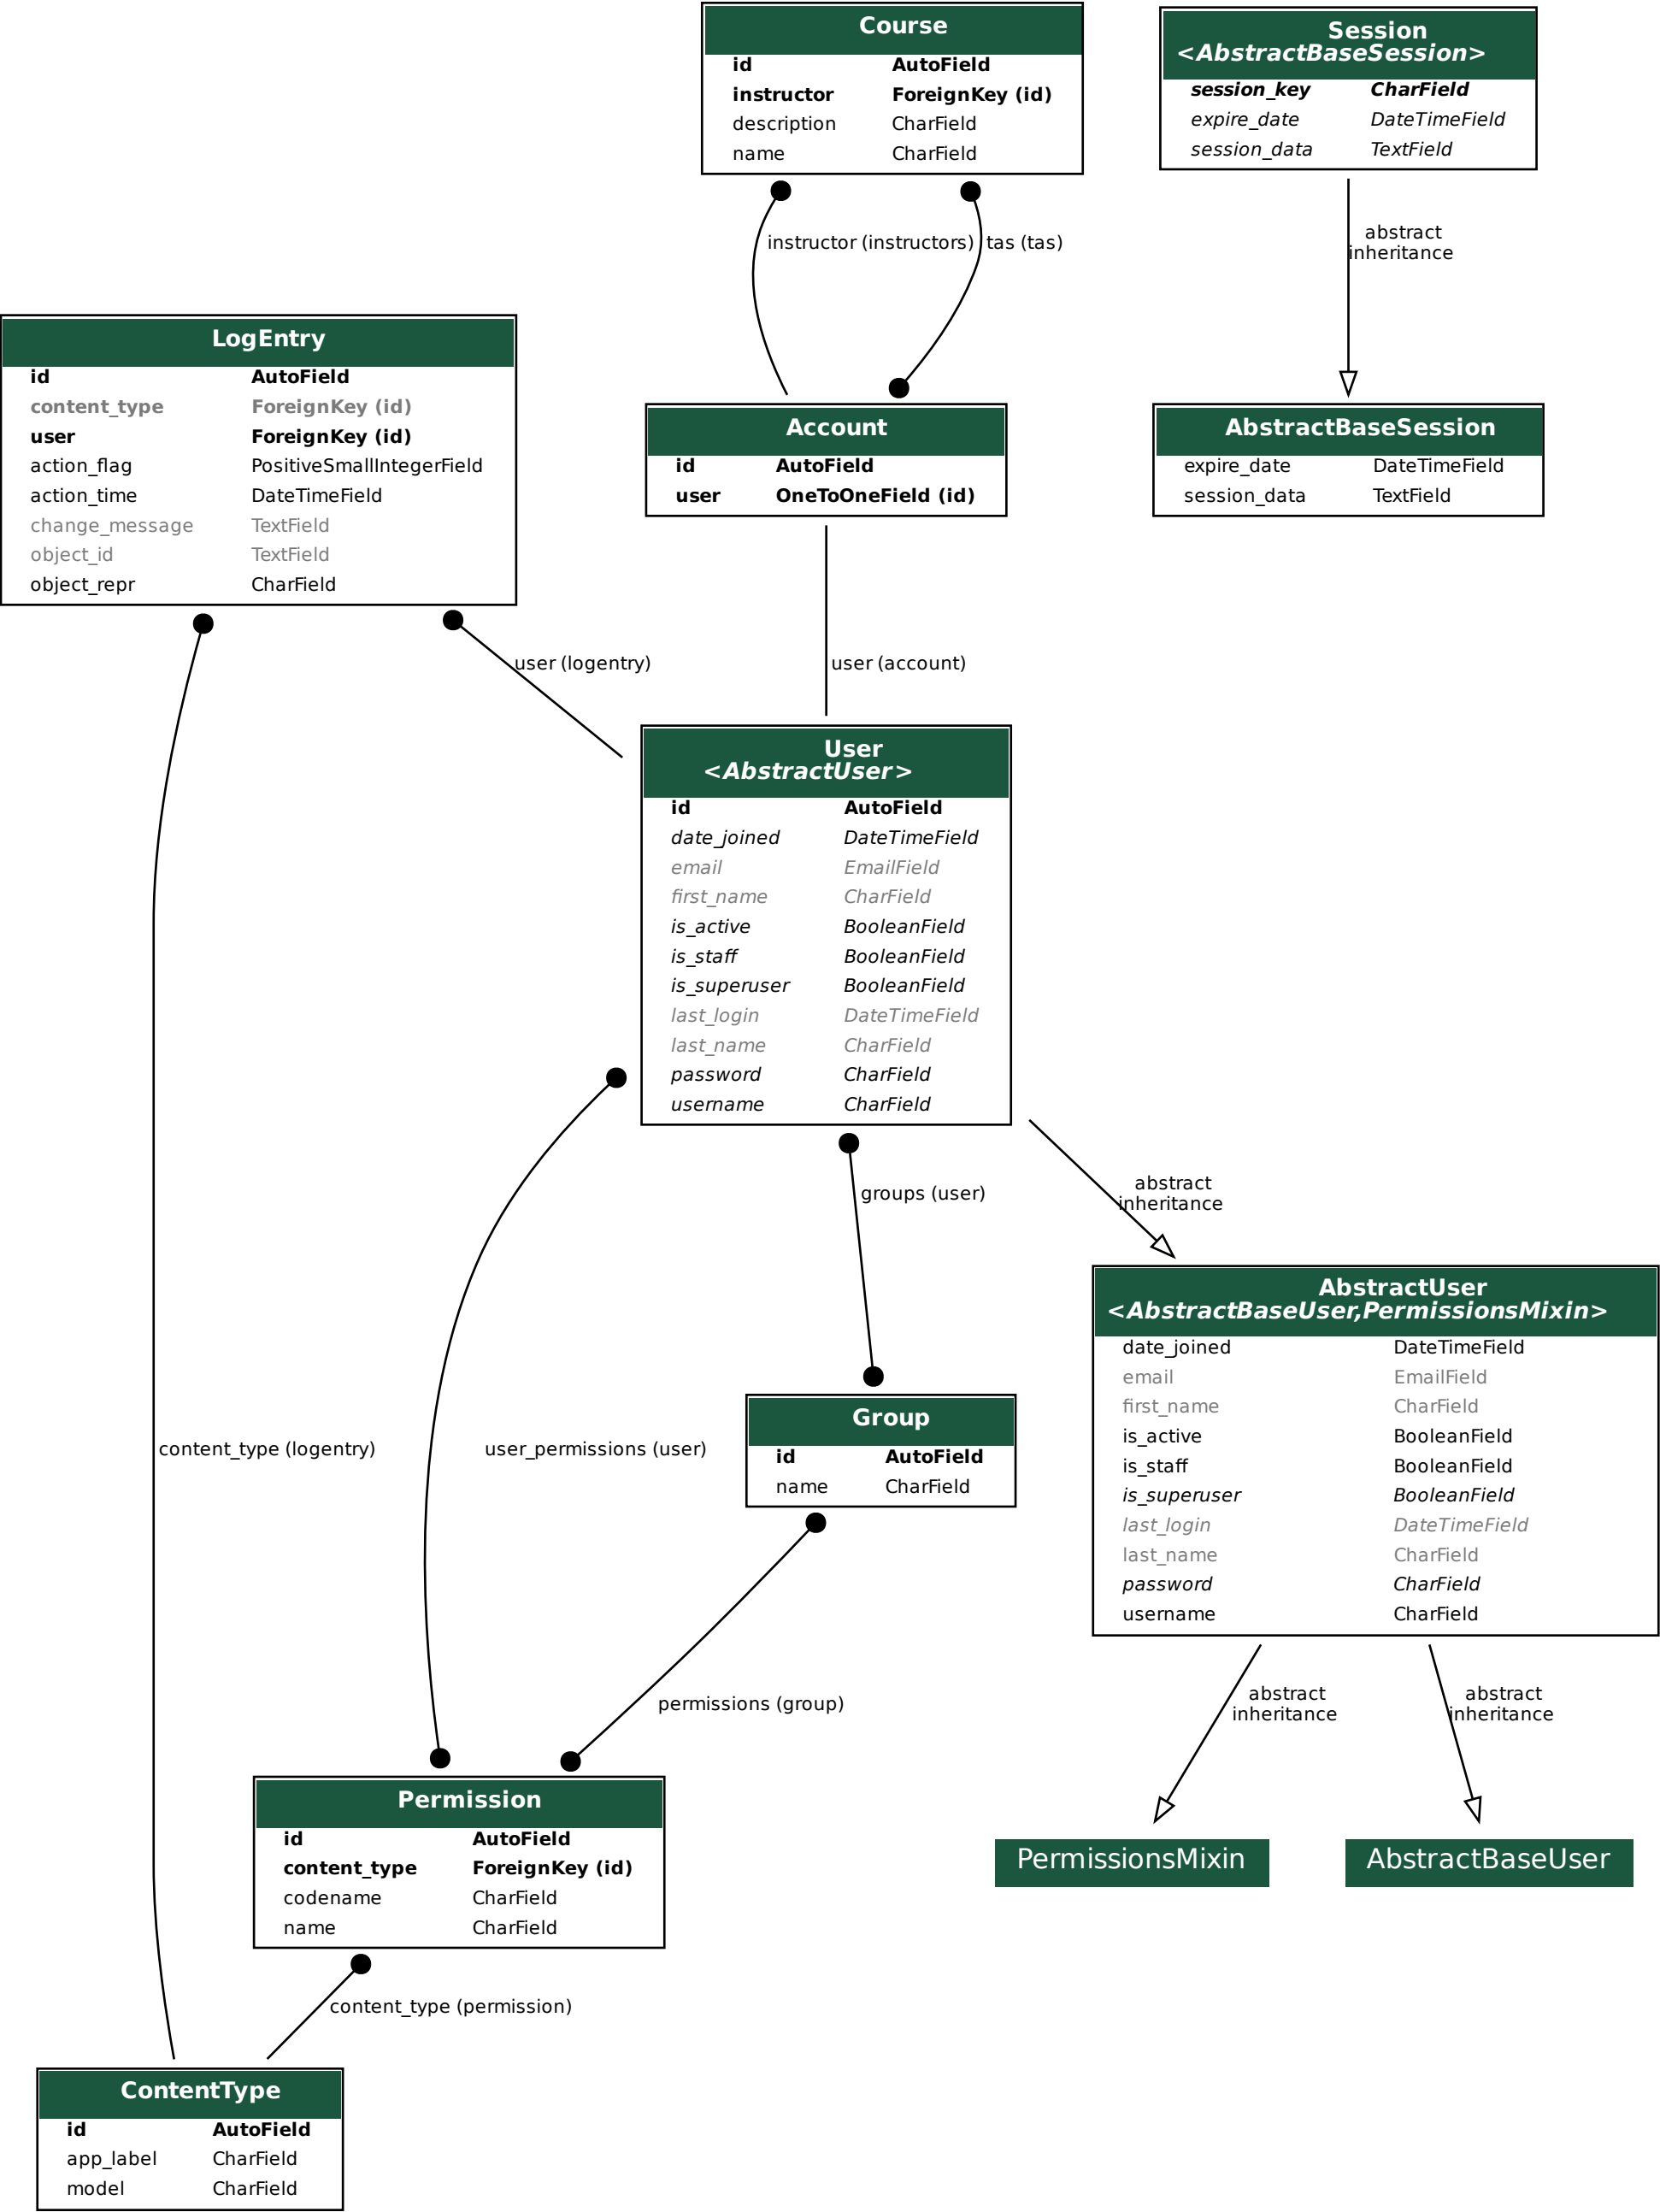 Course
id AutoField
instructor ForeignKey (id)
description CharField
name CharField
Session
<AbstractBaseSession>
session_key CharField
expire_date DateTimeField
session_data TextField
instructor (instructors)
tas (tas)
abstract
inheritance
LogEntry
id AutoField
content_type ForeignKey (id)
user ForeignKey (id)
action_flag PositiveSmallIntegerField
action_time DateTimeField
change_message TextField
object_id TextField
object_repr CharField
Account
id AutoField
user OneToOneField (id)
AbstractBaseSession
expire_date DateTimeField
session_data TextField
user (logentry)
user (account)
User
<AbstractUser>
id AutoField
date_joined DateTimeField
email EmailField
first_name CharField
is_active BooleanField
is_staff BooleanField
is_superuser BooleanField
last_login DateTimeField
last_name CharField
password CharField
username CharField
groups (user)
abstract
inheritance
AbstractUser
<AbstractBaseUser,PermissionsMixin>
date_joined DateTimeField
email EmailField
first_name CharField
is_active BooleanField
is_staff BooleanField
is_superuser BooleanField
last_login DateTimeField
last_name CharField
password CharField
username CharField
content_type (logentry)
user_permissions (user)
Group
id AutoField
name CharField
permissions (group)
abstract
inheritance
abstract
inheritance
Permission
id AutoField
content_type ForeignKey (id)
codename CharField
name CharField
PermissionsMixin
AbstractBaseUser
content_type (permission)
ContentType
id AutoField
app_label CharField
model CharField